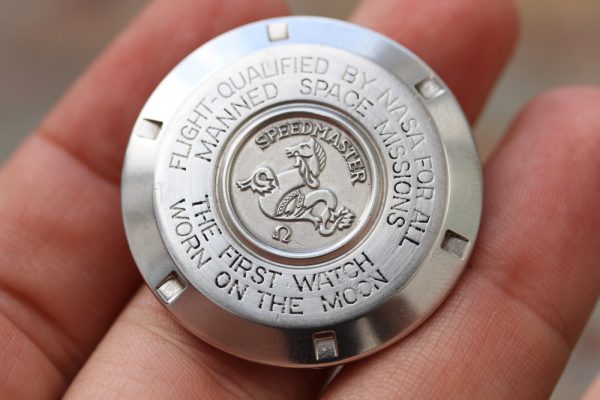 FLIGHT-QUALIFIED BY NASA FOR ALL
MANNED SPACE MISSIONS
SPEEDMASTER
Ω
THE FIRST WATCH
WORN ON THE MOON